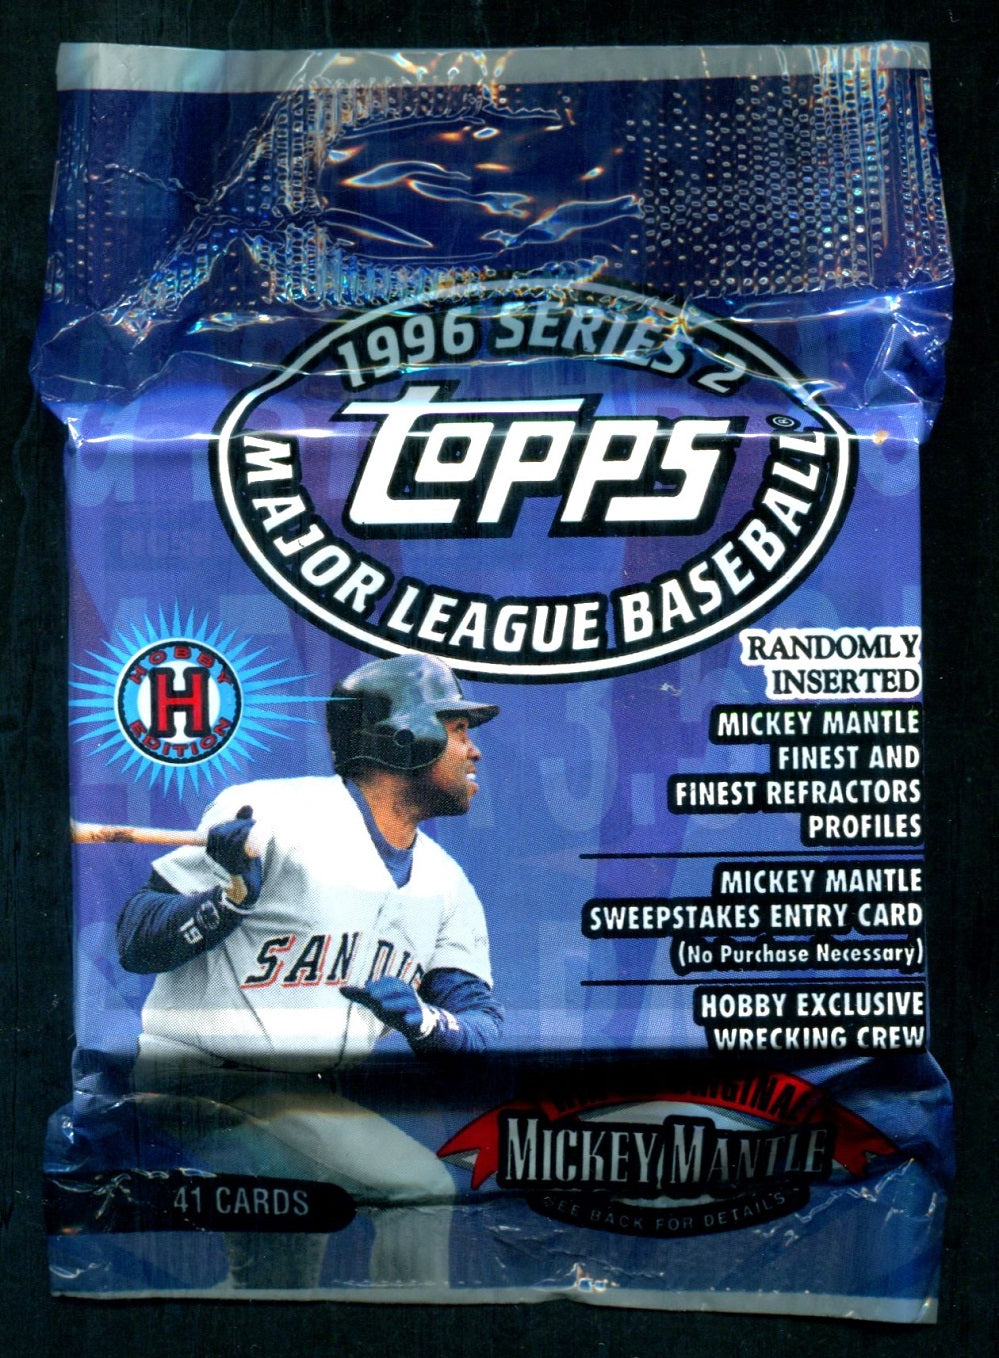 1996 SERIES 2
TOPPS
®
MAJOR LEAGUE BASEBALL
HOBBY
H
EDITION
RANDOMLY
INSERTED
MICKEY MANTLE
FINEST AND
FINEST REFRACTORS
PROFILES
MICKEY MANTLE
SWEEPSTAKES ENTRY CARD
(No Purchase Necessary)
HOBBY EXCLUSIVE
WRECKING CREW
19
SAN DI
ORIGINAL
MICKEY MANTLE
SEE BACK FOR DETAILS
41 CARDS